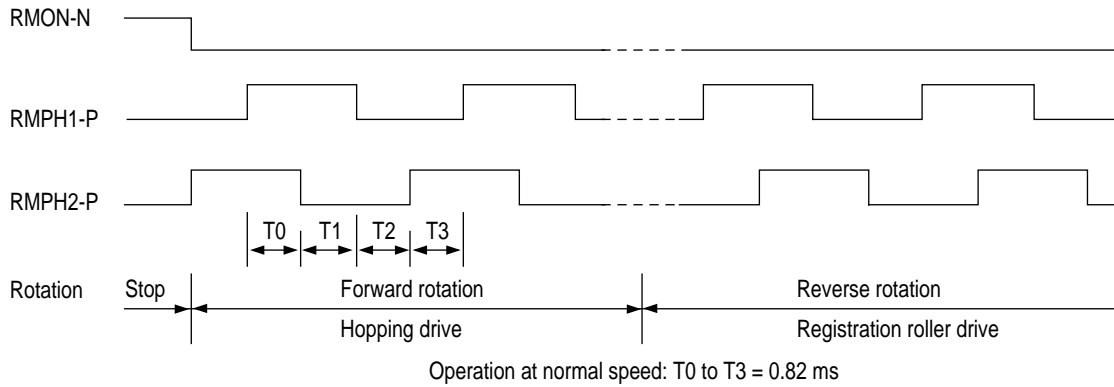 RMON-N
RMPH1-P
RMPH2-P
T0 T1 T2 T3
Rotation Stop Forward rotation Reverse rotation
Hopping drive Registration roller drive
Operation at normal speed: T0 to T3 = 0.82 ms